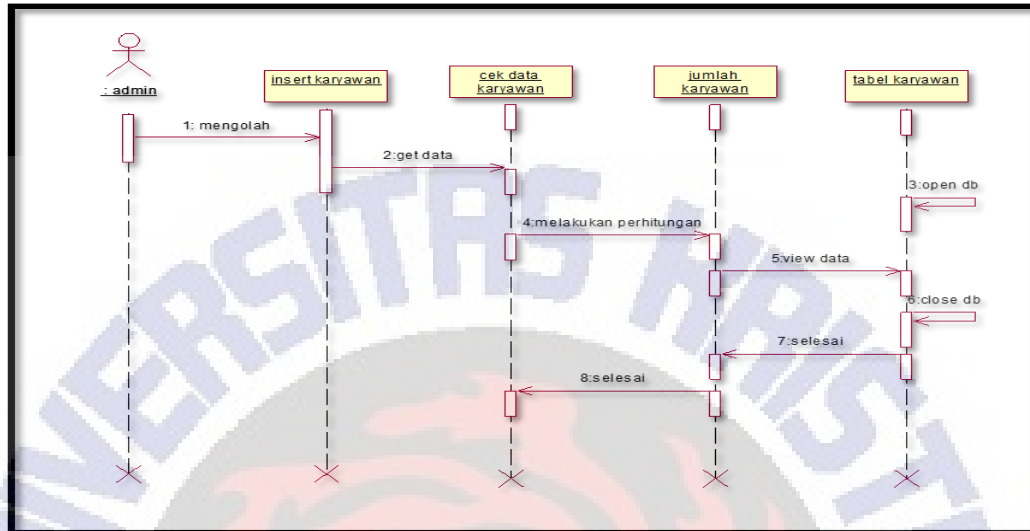 : admin
insert karyawan
cek data
karyawan
jumlah
karyawan
tabel karyawan
1: mengolah
2:get data
3:open db
4:melakukan perhitungan
5:view data
6:close db
7:selesai
8:selesai
UNIVERSITAS KRIST